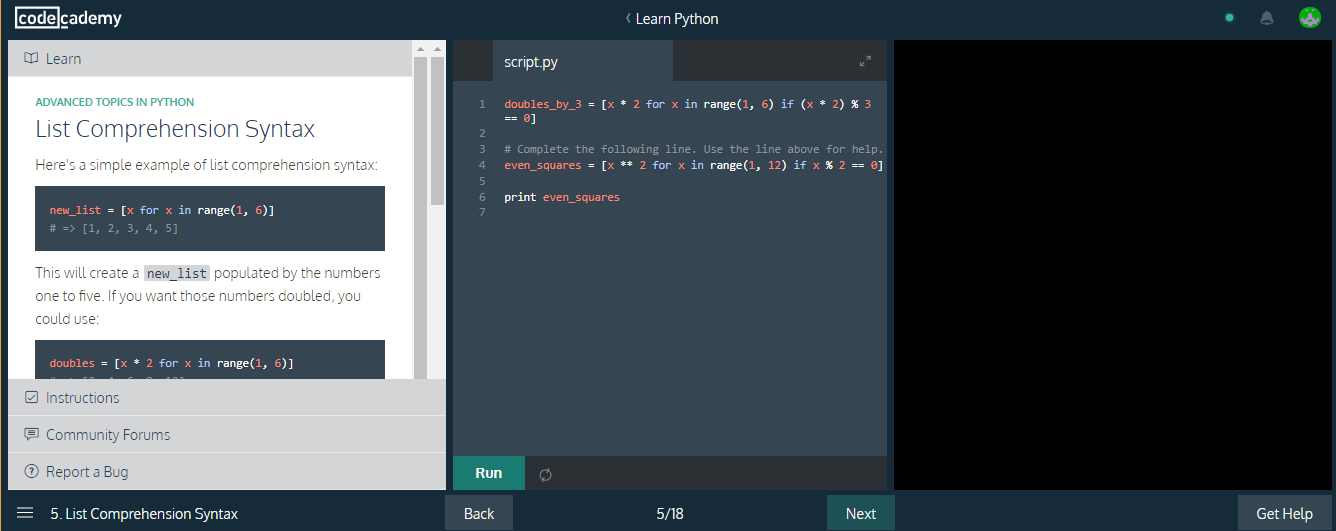 codecademy
Learn Python
Learn
ADVANCED TOPICS IN PYTHON
List Comprehension Syntax
Here's a simple example of list comprehension syntax:
new_list = [x for x in range(1, 6)]
# => [1, 2, 3, 4, 5]
This will create a new_list populated by the numbers
one to five. If you want those numbers doubled, you
could use:
doubles = [x * 2 for x in range(1, 6)]
Instructions
Community Forums
Report a Bug
script.py
1 doubles_by_3 = [x * 2 for x in range(1, 6) if (x * 2) % 3
== 0]
2
3 # Complete the following line. Use the line above for help.
4 even_squares = [x ** 2 for x in range(1, 12) if x % 2 == 0]
5
6 print even_squares
7
Run
5. List Comprehension Syntax
Back
5/18
Next
Get Help